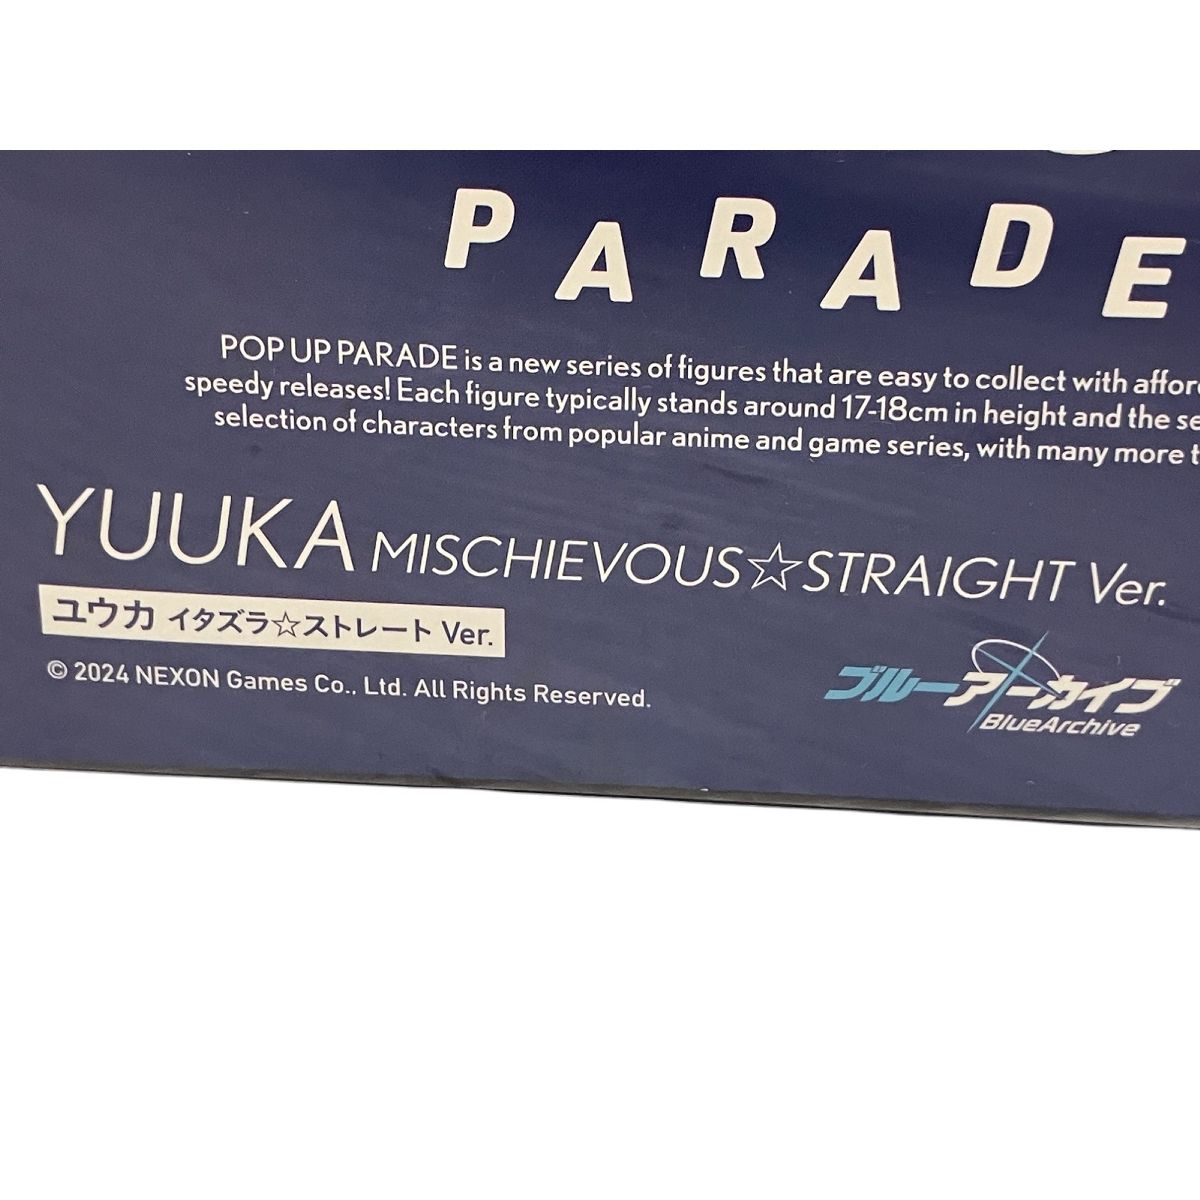 PARADE
POP UP PARADE is a new series of figures that are easy to collect with
speedy releases! Each figure typically stands around 17-18cm in height and the
selection of characters from popular anime and game series, with many more
YUUKA MISCHIEVOUS☆STRAIGHT Ver.
ユウカ イタズラ☆ストレート Ver.
© 2024 NEXON Games Co., Ltd. All Rights Reserved.
ブルーアーカイブ
BlueArchive